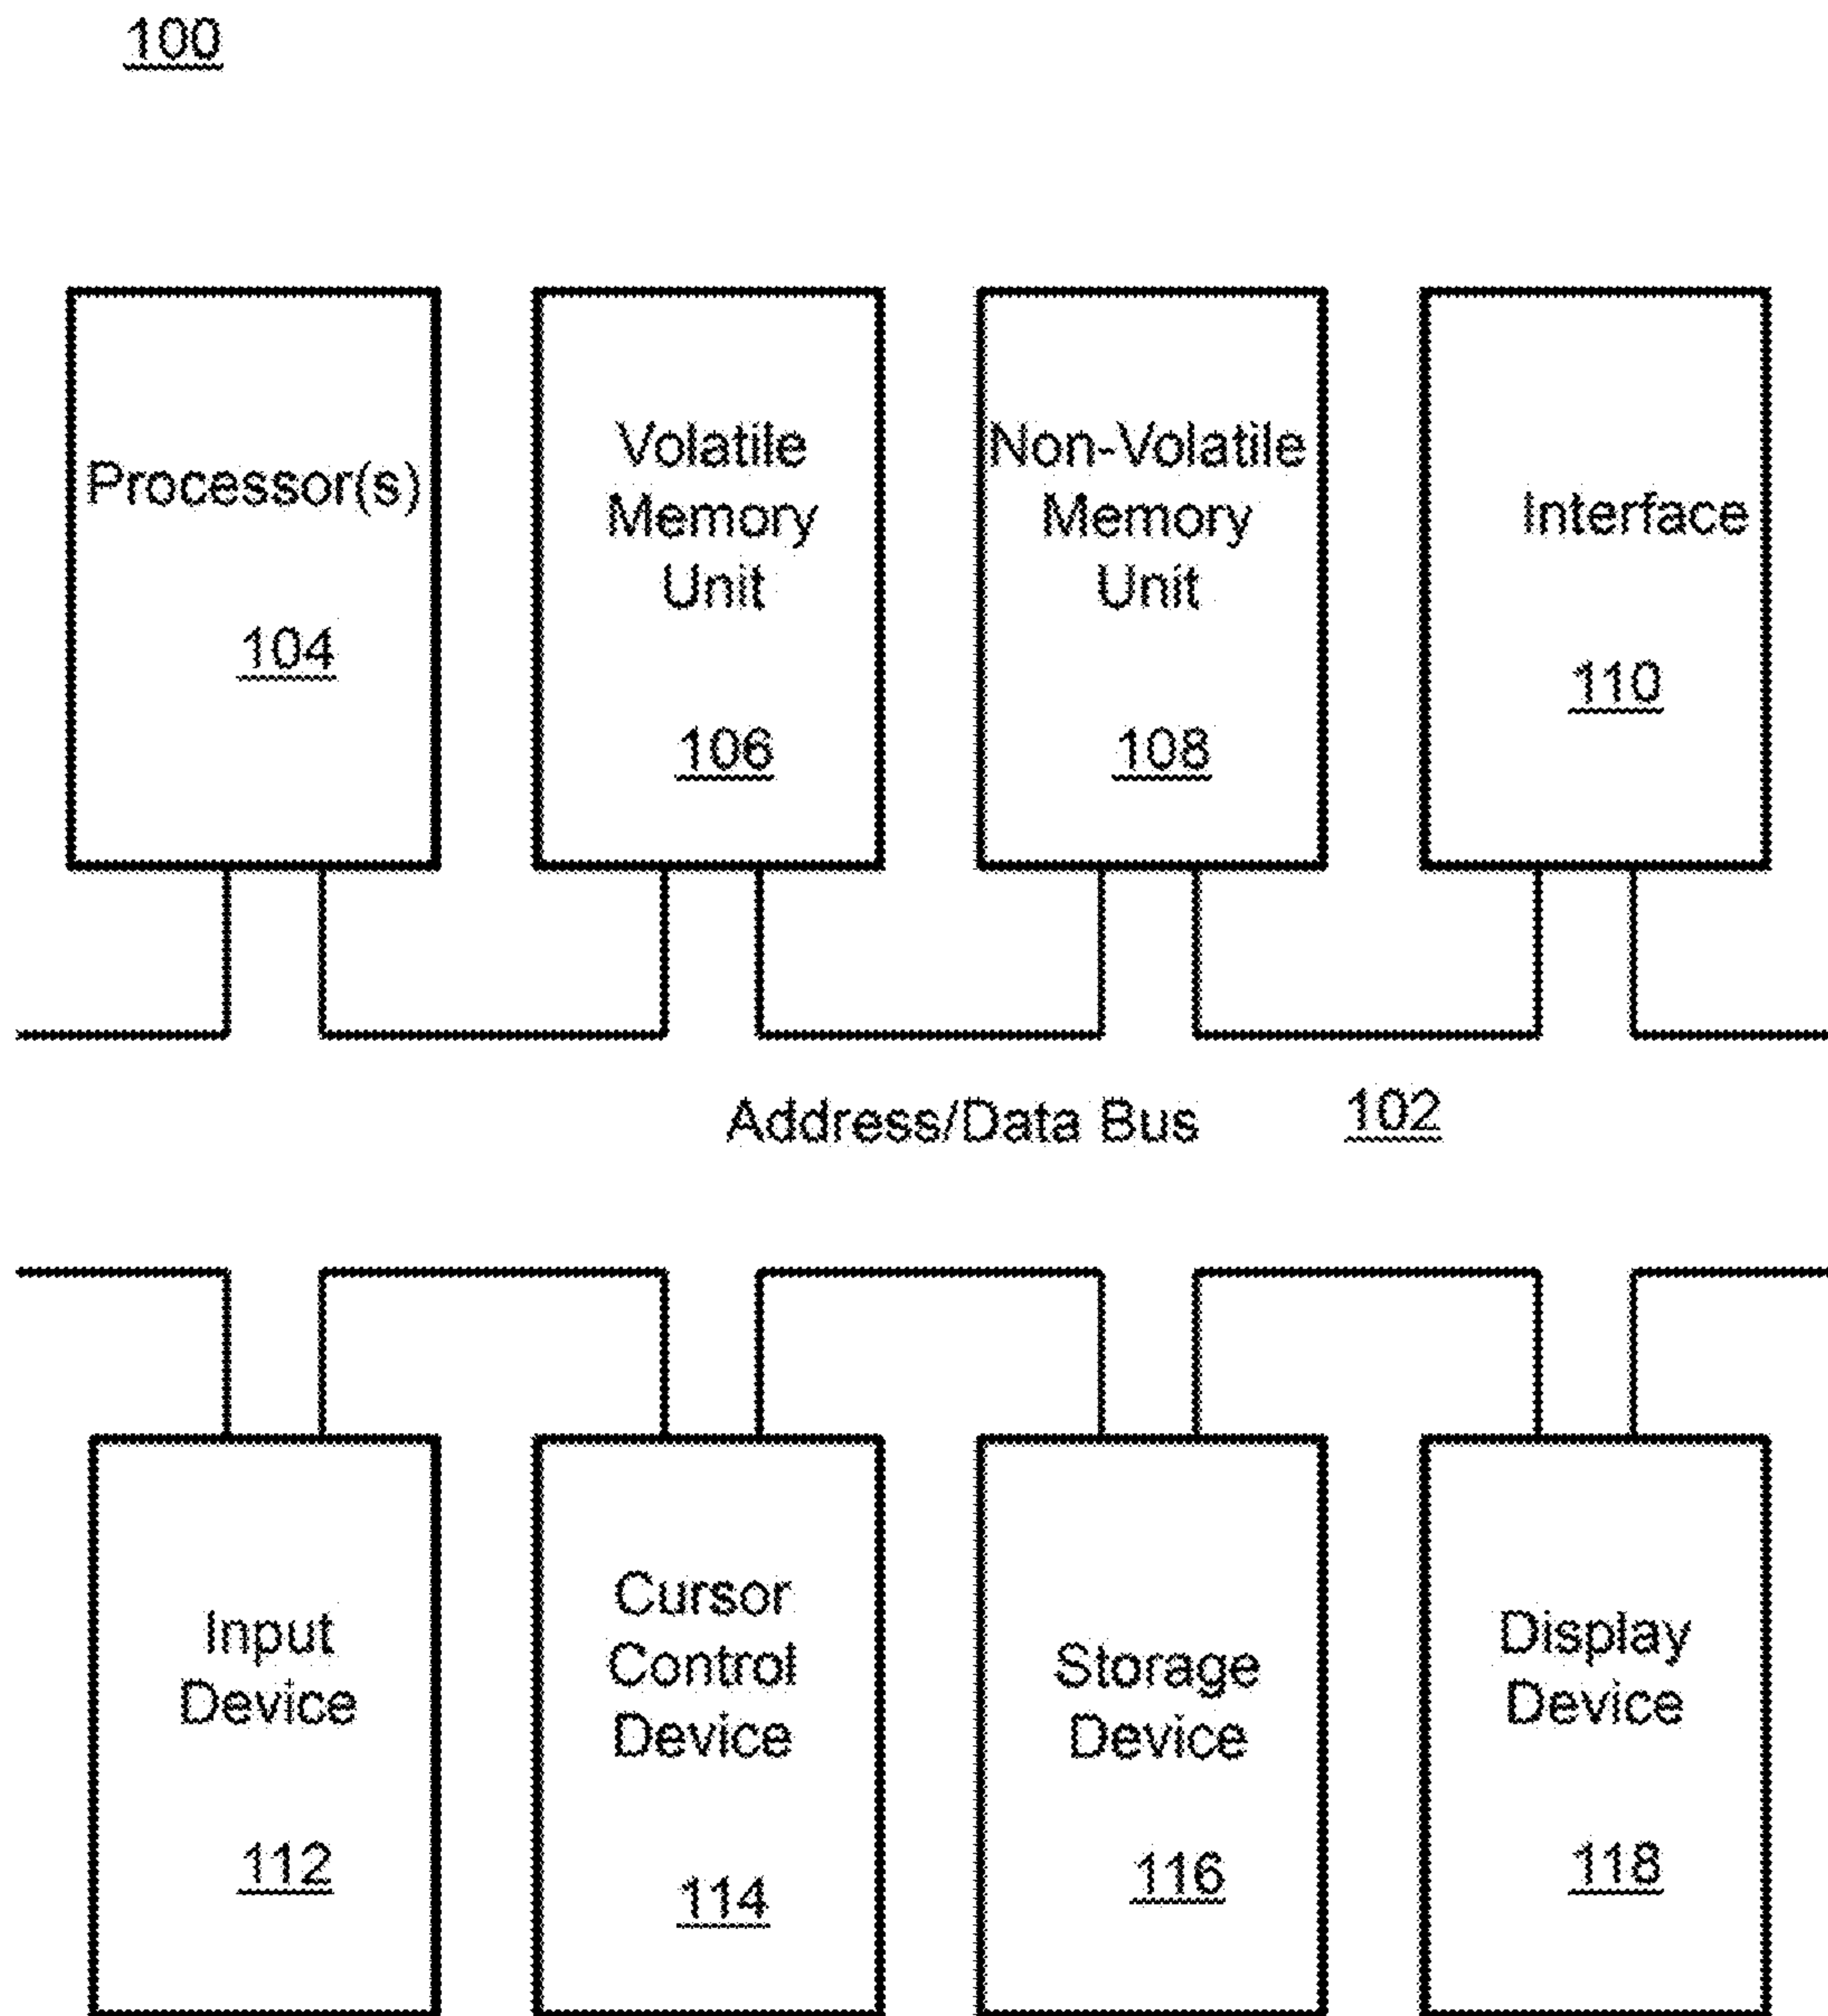 100
Processor(s)
104
Volatile
Memory
Unit
106
Non-Volatile
Memory
Unit
108
Interface
110
Address/Data Bus 102
Input
Device
112
Cursor
Control
Device
114
Storage
Device
116
Display
Device
118